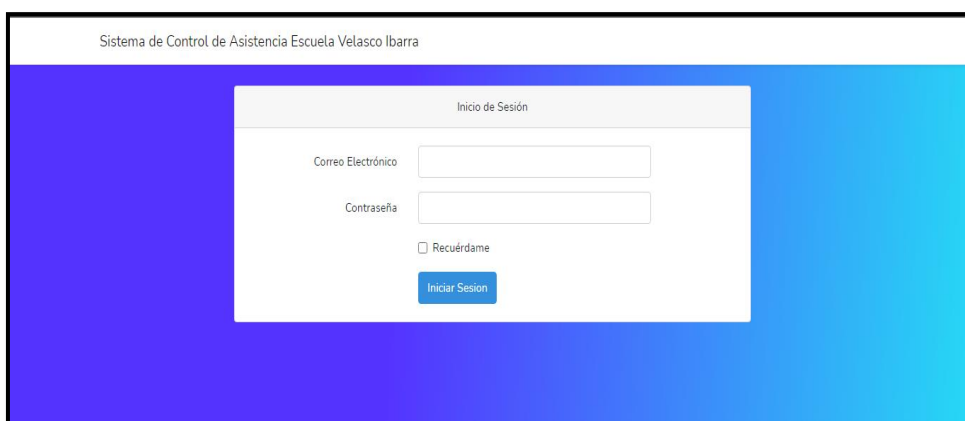 Sistema de Control de Asistencia Escuela Velasco Ibarra
Inicio de Sesión
Correo Electrónico
Contraseña
Recuérdame
Iniciar Sesion